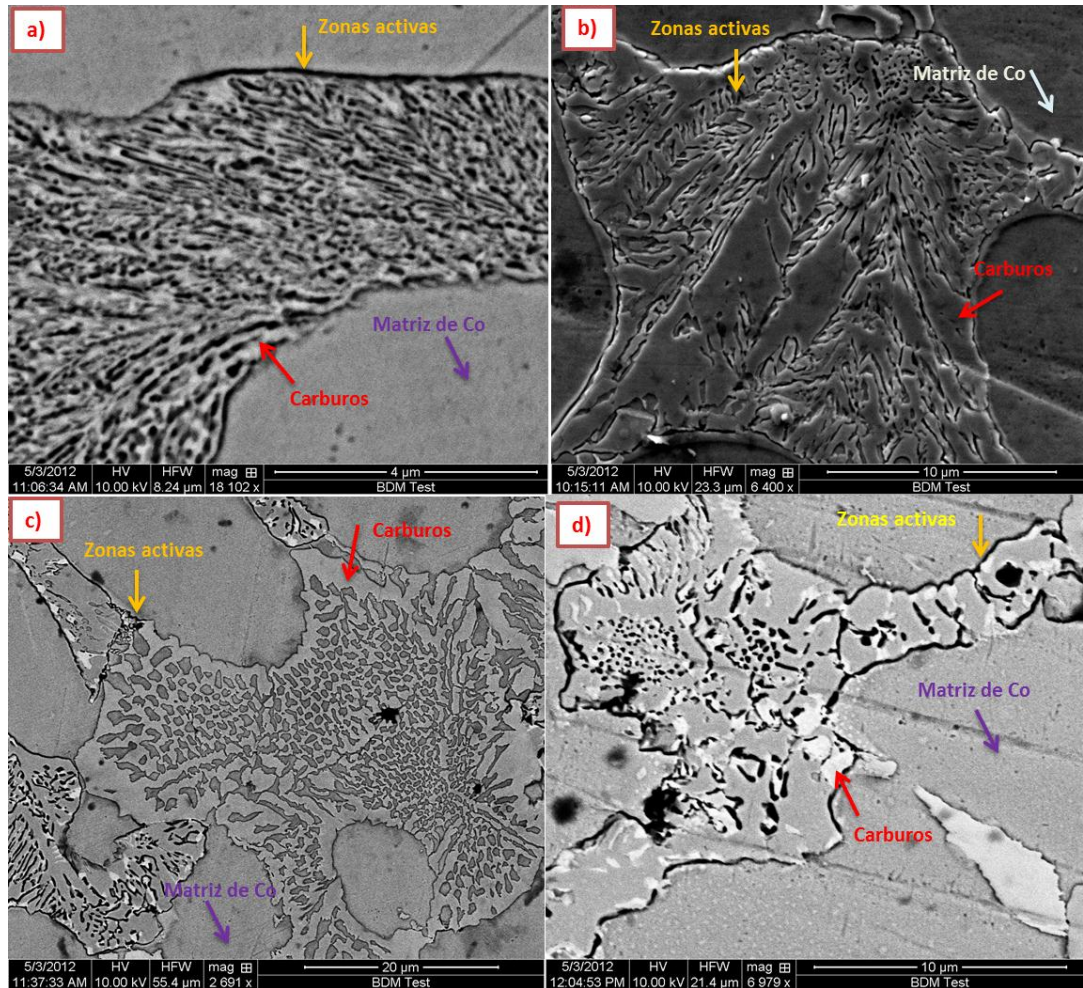 a)
Zonas activas
Matriz de Co
Carburos
5/3/2012 HV HFW mag ⊞ 4 µm
11:06:34 AM 10.00 kV 8.24 µm 18 102 x BDM Test
b)
Zonas activas
Matriz de Co
Carburos
5/3/2012 HV HFW mag ⊞ 10 µm
10:15:11 AM 10.00 kV 23.3 µm 6 400 x BDM Test
c)
Carburos
Zonas activas
Matriz de Co
5/3/2012 HV HFW mag ⊞ 20 µm
11:37:33 AM 10.00 kV 55.4 µm 2 691 x BDM Test
d)
Zonas activas
Matriz de Co
Carburos
5/3/2012 HV HFW mag ⊞ 10 µm
12:04:53 PM 10.00 kV 21.4 µm 6 979 x BDM Test